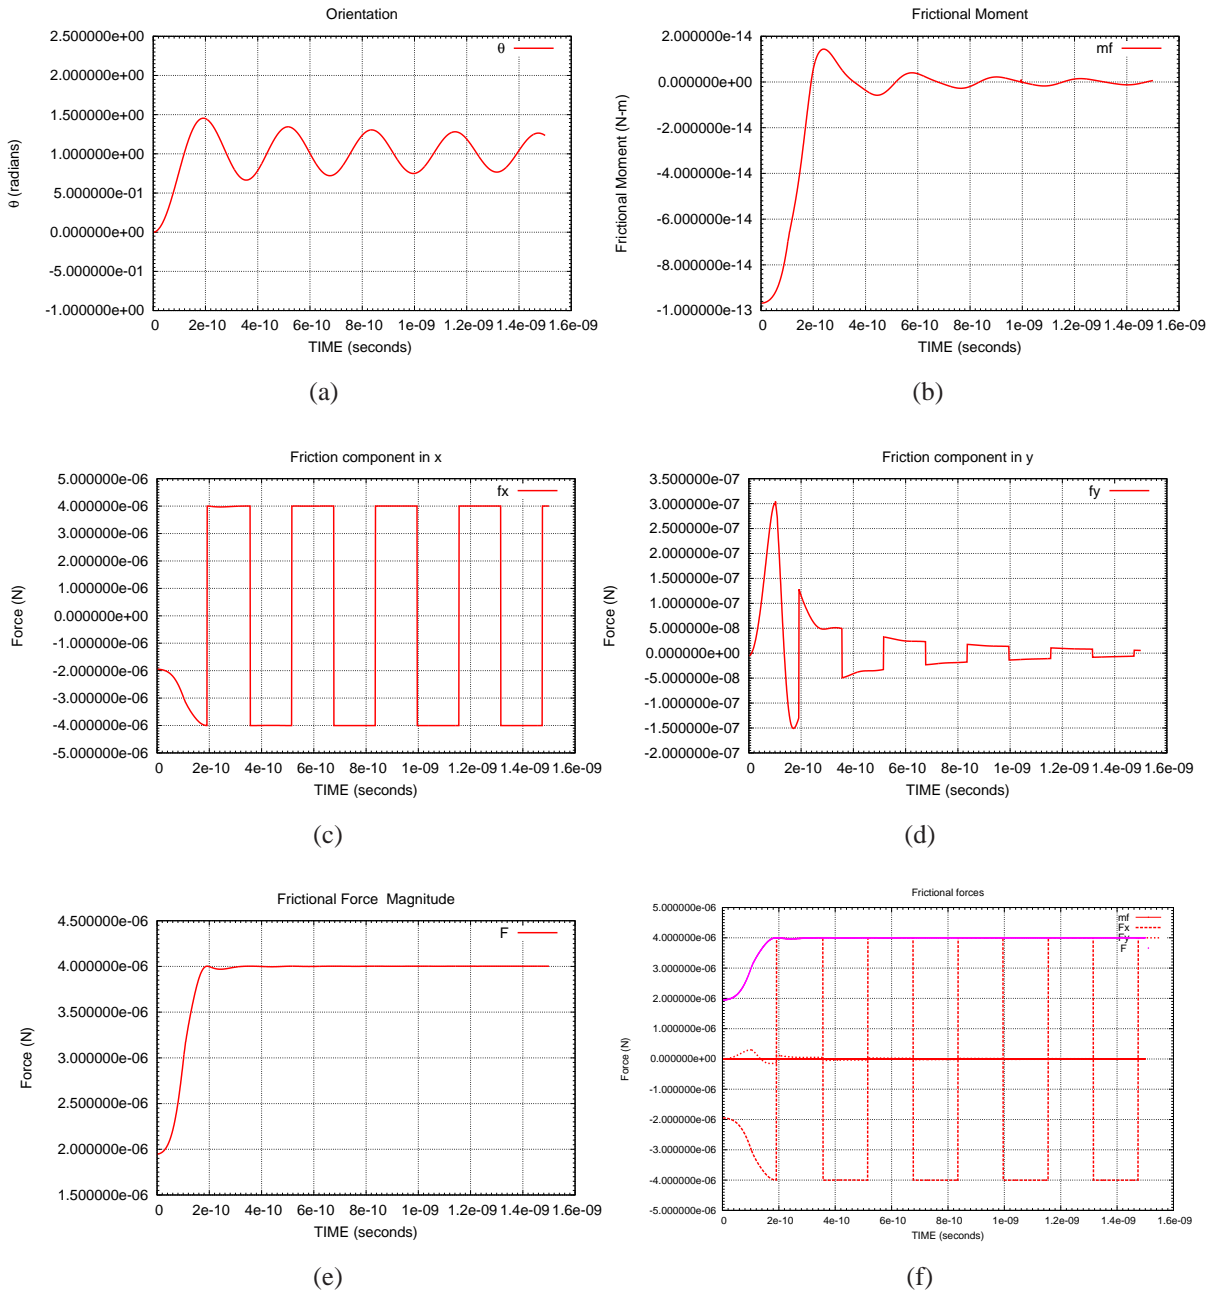 Orientation
2.500000e+00
2.000000e+00
1.500000e+00
1.000000e+00
5.000000e-01
0.000000e+00
-5.000000e-01
-1.000000e+00
θ (radians)
θ
0 2e-10 4e-10 6e-10 8e-10 1e-09 1.2e-09 1.4e-09 1.6e-09
TIME (seconds)
(a)
Frictional Moment
2.000000e-14
0.000000e+00
-2.000000e-14
-4.000000e-14
-6.000000e-14
-8.000000e-14
-1.000000e-13
Frictional Moment (N-m)
mf
0 2e-10 4e-10 6e-10 8e-10 1e-09 1.2e-09 1.4e-09 1.6e-09
TIME (seconds)
(b)
Friction component in x
5.000000e-06
4.000000e-06
3.000000e-06
2.000000e-06
1.000000e-06
0.000000e+00
-1.000000e-06
-2.000000e-06
-3.000000e-06
-4.000000e-06
-5.000000e-06
Force (N)
fx
0 2e-10 4e-10 6e-10 8e-10 1e-09 1.2e-09 1.4e-09 1.6e-09
TIME (seconds)
(c)
Friction component in y
3.500000e-07
3.000000e-07
2.500000e-07
2.000000e-07
1.500000e-07
1.000000e-07
5.000000e-08
0.000000e+00
-5.000000e-08
-1.000000e-07
-1.500000e-07
-2.000000e-07
Force (N)
fy
0 2e-10 4e-10 6e-10 8e-10 1e-09 1.2e-09 1.4e-09 1.6e-09
TIME (seconds)
(d)
Frictional Force Magnitude
4.500000e-06
4.000000e-06
3.500000e-06
3.000000e-06
2.500000e-06
2.000000e-06
1.500000e-06
Force (N)
F
0 2e-10 4e-10 6e-10 8e-10 1e-09 1.2e-09 1.4e-09 1.6e-09
TIME (seconds)
(e)
Frictional forces
5.000000e-06
4.000000e-06
3.000000e-06
2.000000e-06
1.000000e-06
0.000000e+00
-1.000000e-06
-2.000000e-06
-3.000000e-06
-4.000000e-06
-5.000000e-06
Force (N)
mf
Fx
Fy
F
0 2e-10 4e-10 6e-10 8e-10 1e-09 1.2e-09 1.4e-09 1.6e-09
TIME (seconds)
(f)